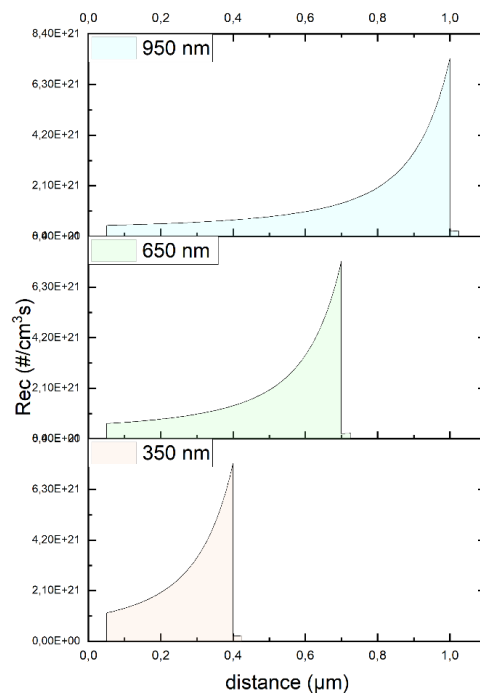 0,0 0,2 0,4 0,6 0,8 1,0
8,40E+21
950 nm
6,30E+21
4,20E+21
2,10E+21
650 nm
6,30E+21
4,20E+21
2,10E+21
350 nm
6,30E+21
4,20E+21
2,10E+21
0,00E+00
0,0 0,2 0,4 0,6 0,8 1,0
distance (μm)
Rec (#/cm³s)